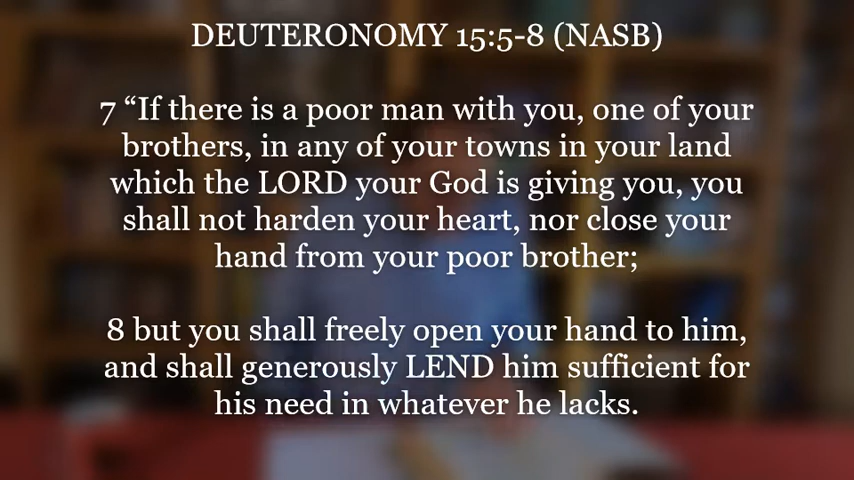 DEUTERONOMY 15:5-8 (NASB)
7 “If there is a poor man with you, one of your
brothers, in any of your towns in your land
which the LORD your God is giving you, you
shall not harden your heart, nor close your
hand from your poor brother;
8 but you shall freely open your hand to him,
and shall generously LEND him sufficient for
his need in whatever he lacks.